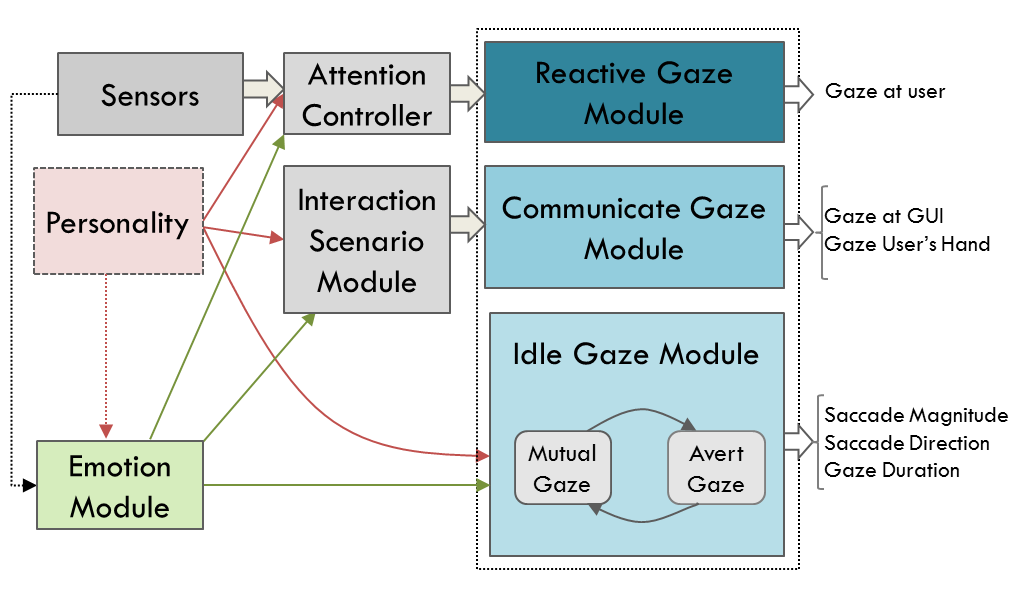 Sensors
Attention
Controller
Reactive Gaze
Module
Gaze at user
Personality
Interaction
Scenario
Module
Communicate Gaze
Module
Gaze at GUI
Gaze User's Hand
Idle Gaze Module
Mutual
Gaze
Avert
Gaze
Saccade Magnitude
Saccade Direction
Gaze Duration
Emotion
Module